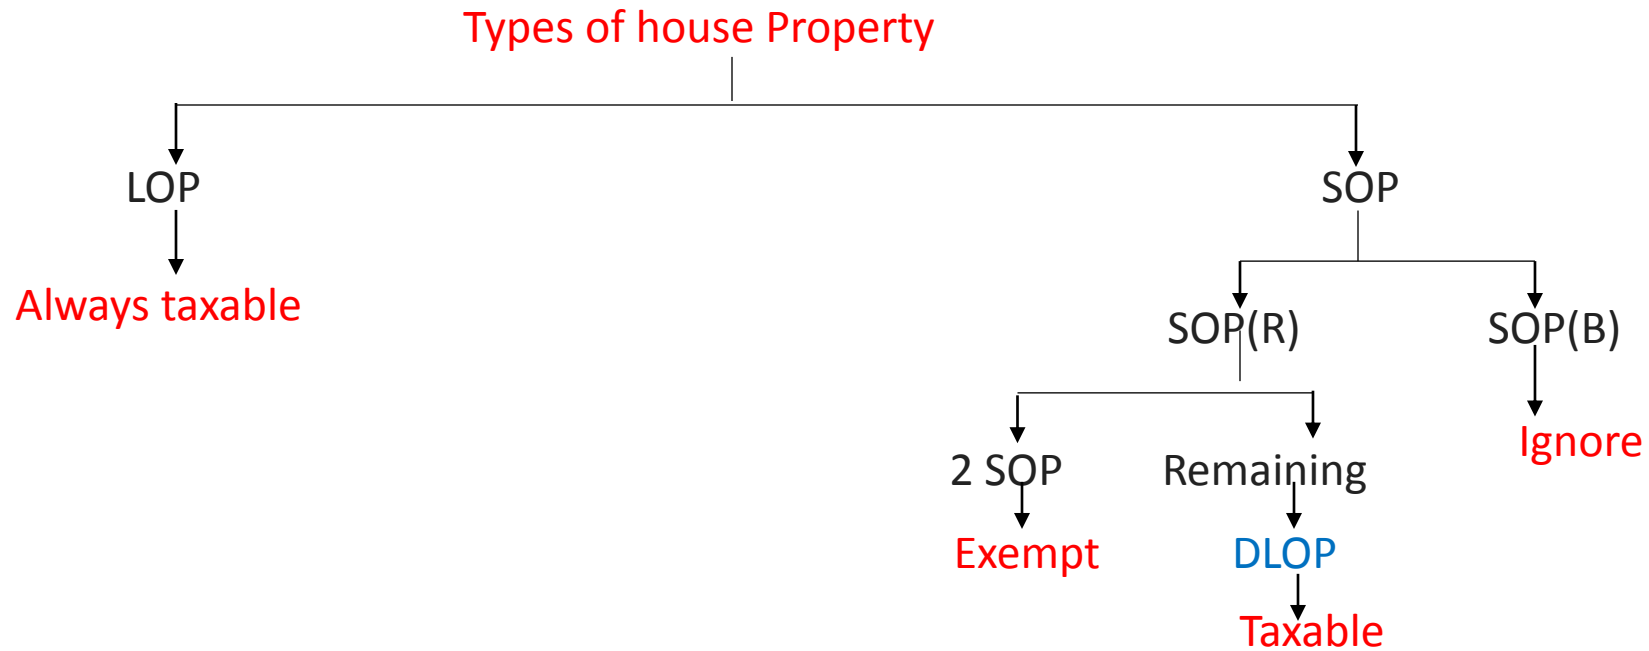 Types of house Property
LOP
SOP
Always taxable
SOP(R)
SOP(B)
Ignore
2 SOP
Remaining
Exempt
DLOP
Taxable